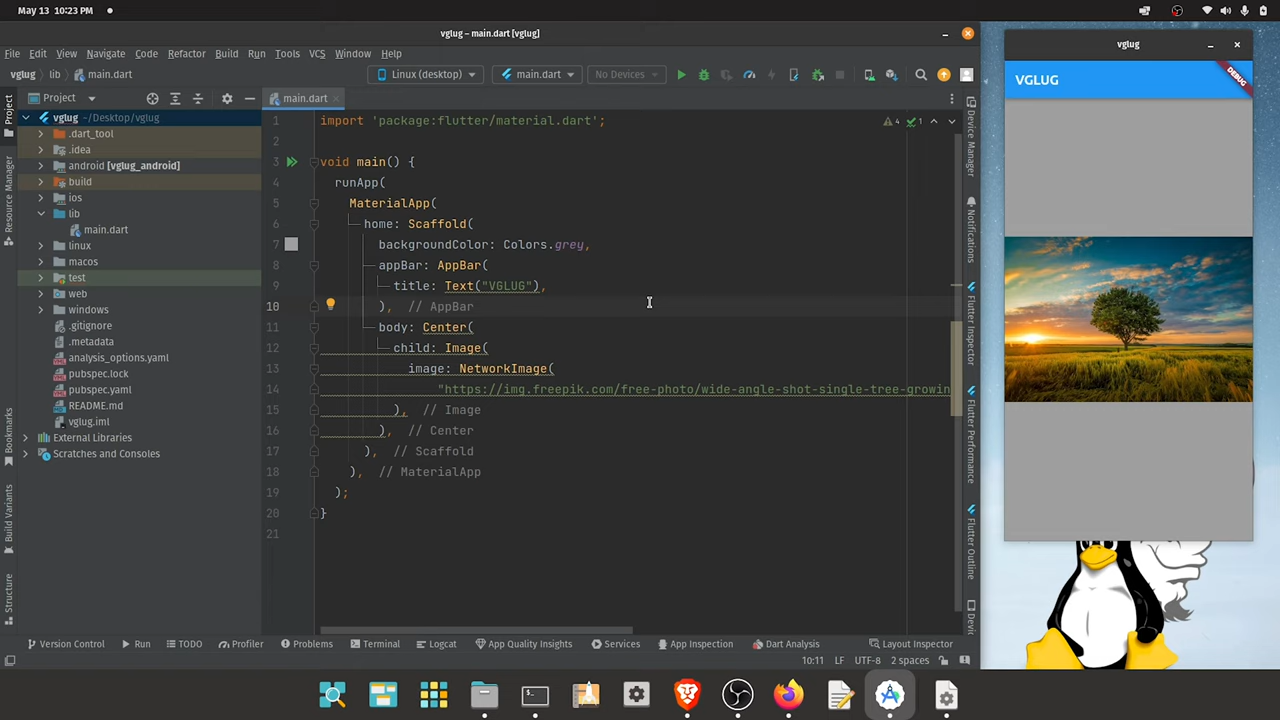 May 13 10:23 PM
vglug – main.dart [vglug]
File Edit View Navigate Code Refactor Build Run Tools VCS Window Help
vglug lib main.dart
Linux (desktop) main.dart No Devices
Project
main.dart
vglug ~/Desktop/vglug
.dart_tool
.idea
android [vglug_android]
build
ios
lib
main.dart
linux
macos
test
web
windows
.gitignore
.metadata
analysis_options.yaml
pubspec.lock
pubspec.yaml
README.md
vglug.iml
External Libraries
Scratches and Consoles
Project
Resource Manager
Bookmarks
Build Variants
Structure
1 import 'package:flutter/material.dart';
2
3 void main() {
4 runApp(
5 MaterialApp(
6 home: Scaffold(
7 backgroundColor: Colors.grey,
8 appBar: AppBar(
9 title: Text("VGLUG"),
10 ), // AppBar
11 body: Center(
12 child: Image(
13 image: NetworkImage(
14 "https://img.freepik.com/free-photo/wide-angle-shot-single-tree-growin
15 ), // Image
16 ), // Center
17 ), // Scaffold
18 ), // MaterialApp
19 );
20 }
21
4 1
Device Manager
Notifications
Flutter Inspector
Flutter Performance
Flutter Outline
Version Control Run TODO Profiler Problems Terminal Logcat App Quality Insights Services App Inspection Dart Analysis Layout Inspector
10:11 LF UTF-8 2 spaces
vglug
VGLUG
DEBUG